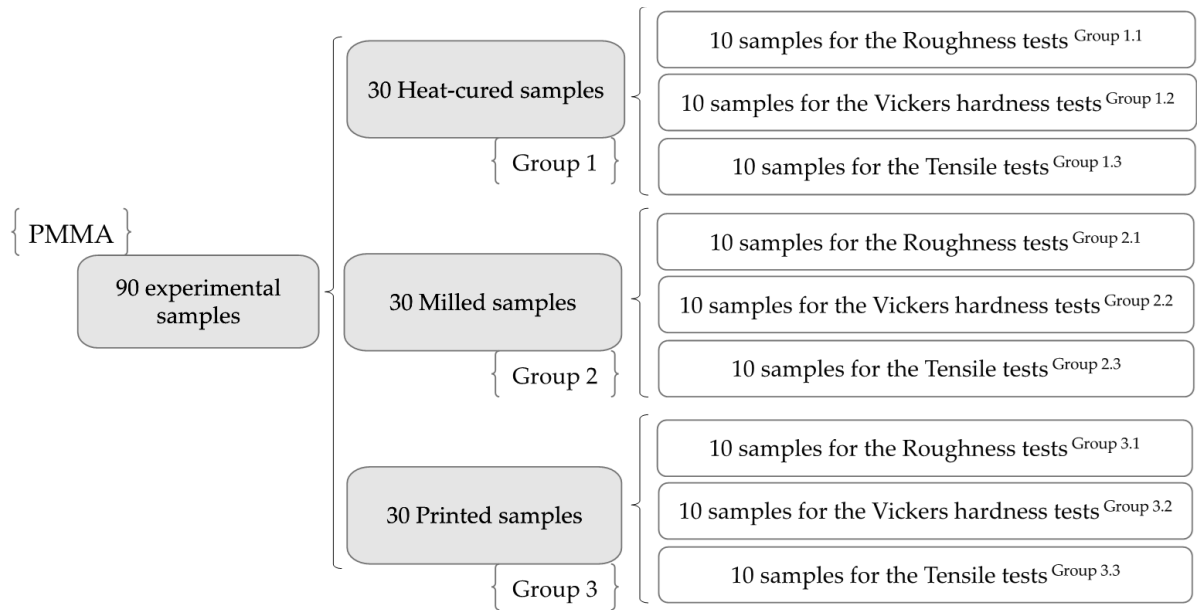 PMMA
90 experimental
samples
30 Heat-cured samples
Group 1
10 samples for the Roughness tests Group 1.1
10 samples for the Vickers hardness tests Group 1.2
10 samples for the Tensile tests Group 1.3
30 Milled samples
Group 2
10 samples for the Roughness tests Group 2.1
10 samples for the Vickers hardness tests Group 2.2
10 samples for the Tensile tests Group 2.3
30 Printed samples
Group 3
10 samples for the Roughness tests Group 3.1
10 samples for the Vickers hardness tests Group 3.2
10 samples for the Tensile tests Group 3.3